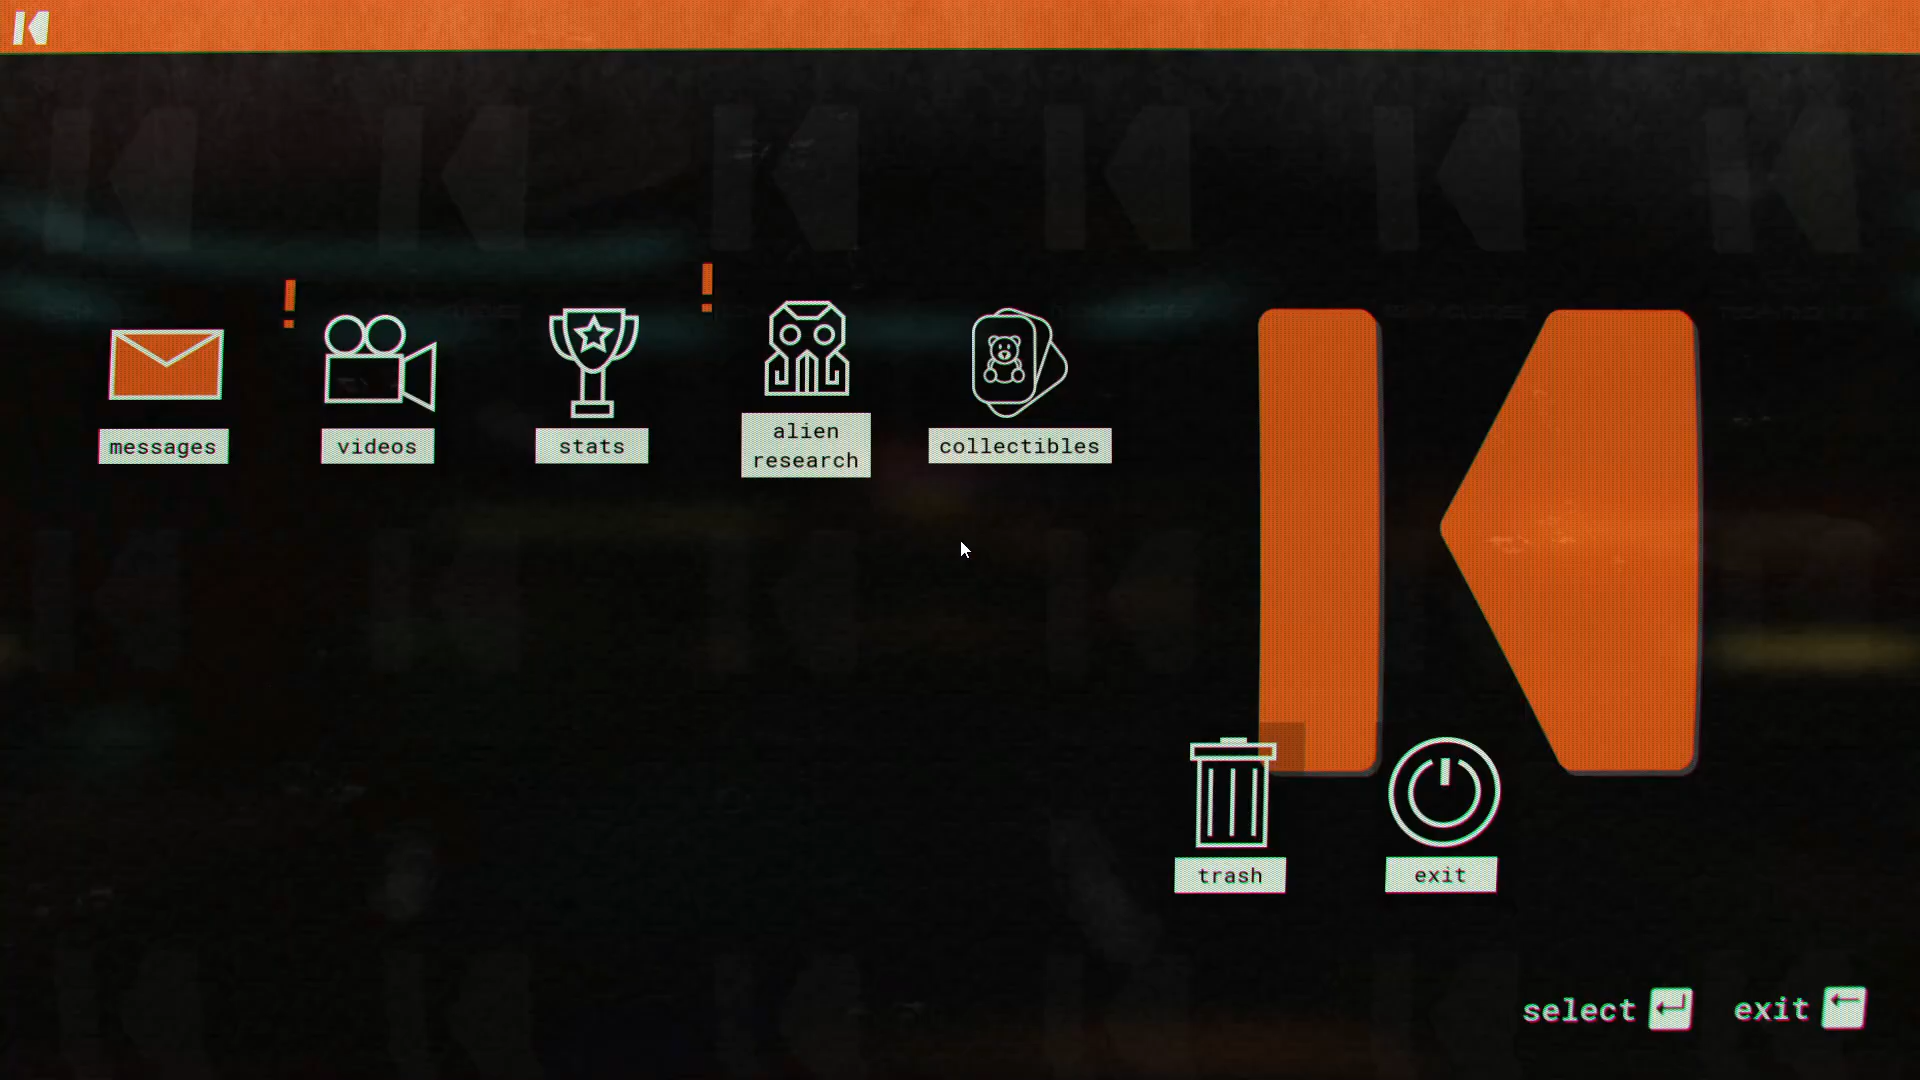 !
!
messages
videos
stats
alien
research
collectibles
trash
exit
select
exit